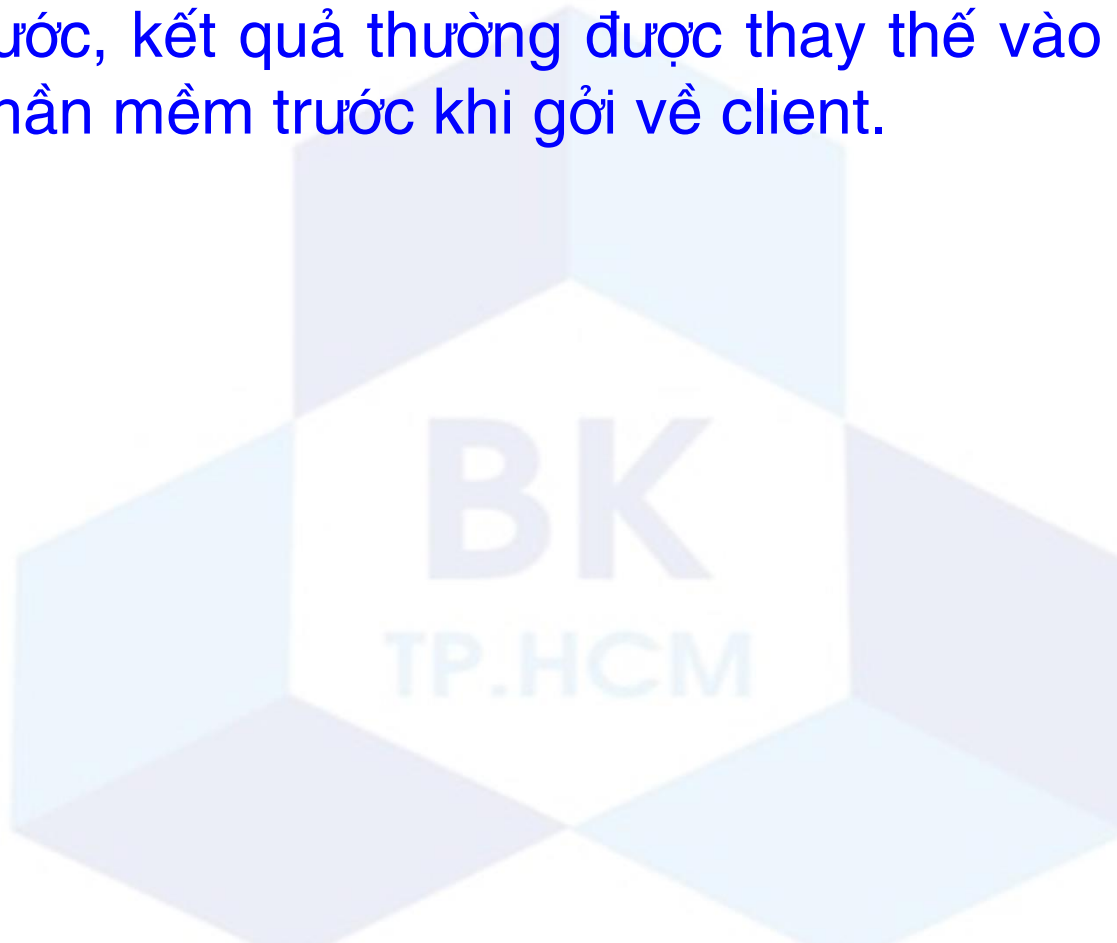 ước, kết quả thường được thay thế vào
hần mềm trước khi gởi về client.
BK
TP.HCM